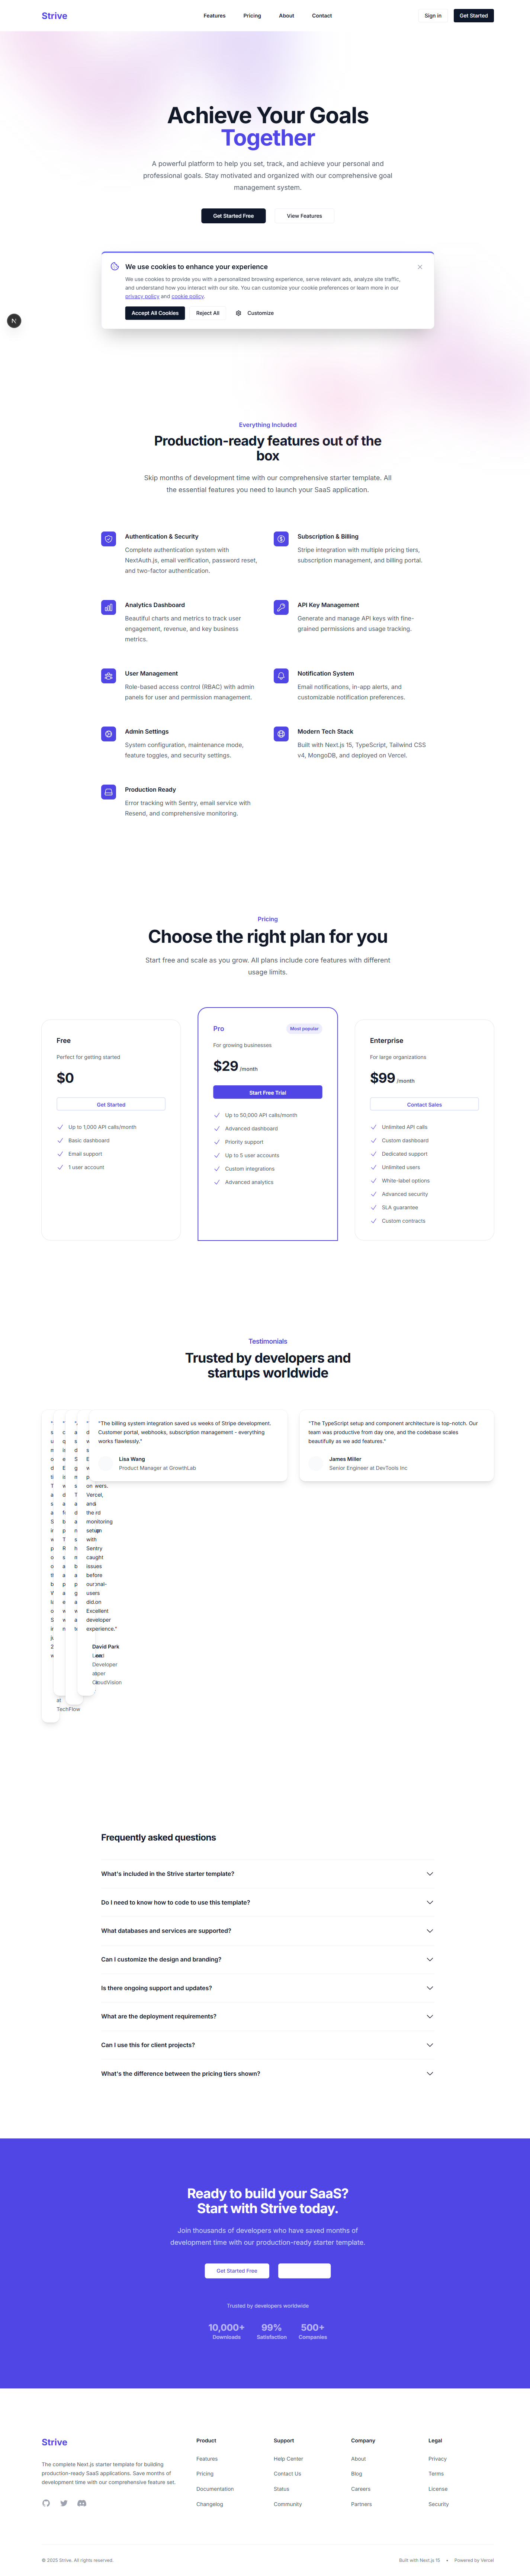 Strive
Features
Pricing
About
Contact
Sign in
Get Started
Achieve Your Goals
Together
A powerful platform to help you set, track, and achieve your personal and
professional goals. Stay motivated and organized with our comprehensive goal
management system.
Get Started Free
View Features
We use cookies to enhance your experience
We use cookies to provide you with a personalized browsing experience, serve relevant ads, analyze site traffic,
and understand how you interact with our site. You can customize your cookie preferences or learn more in our
privacy policy and cookie policy.
Accept All Cookies
Reject All
Customize
N
Everything Included
Production-ready features out of the
box
Skip months of development time with our comprehensive starter template. All
the essential features you need to launch your SaaS application.
Authentication & Security
Complete authentication system with
NextAuth.js, email verification, password reset,
and two-factor authentication.
Subscription & Billing
Stripe integration with multiple pricing tiers,
subscription management, and billing portal.
Analytics Dashboard
Beautiful charts and metrics to track user
engagement, revenue, and key business
metrics.
API Key Management
Generate and manage API keys with fine-
grained permissions and usage tracking.
User Management
Role-based access control (RBAC) with admin
panels for user and permission management.
Notification System
Email notifications, in-app alerts, and
customizable notification preferences.
Admin Settings
System configuration, maintenance mode,
feature toggles, and security settings.
Modern Tech Stack
Built with Next.js 15, TypeScript, Tailwind CSS
v4, MongoDB, and deployed on Vercel.
Production Ready
Error tracking with Sentry, email service with
Resend, and comprehensive monitoring.
Pricing
Choose the right plan for you
Start free and scale as you grow. All plans include core features with different
usage limits.
Free
Perfect for getting started
$0
Get Started
Up to 1,000 API calls/month
Basic dashboard
Email support
1 user account
Pro
Most popular
For growing businesses
$29 /month
Start Free Trial
Up to 50,000 API calls/month
Advanced dashboard
Priority support
Up to 5 user accounts
Custom integrations
Advanced analytics
Enterprise
For large organizations
$99 /month
Contact Sales
Unlimited API calls
Custom dashboard
Dedicated support
Unlimited users
White-label options
Advanced security
SLA guarantee
Custom contracts
Testimonials
Trusted by developers and
startups worldwide
"The billing system integration saved us weeks of Stripe development.
Customer portal, webhooks, subscription management - everything
works flawlessly."
Lisa Wang
Product Manager at GrowthLab
"The TypeScript setup and component architecture is top-notch. Our
team was productive from day one, and the codebase scales
beautifully as we add features."
James Miller
Senior Engineer at DevTools Inc
Vercel,
and
the
monitoring
setup
with
Sentry
caught
issues
before
users
did.
Excellent
developer
experience."
David Park
Developer
CloudVision
at
TechFlow
Frequently asked questions
What's included in the Strive starter template?
Do I need to know how to code to use this template?
What databases and services are supported?
Can I customize the design and branding?
Is there ongoing support and updates?
What are the deployment requirements?
Can I use this for client projects?
What's the difference between the pricing tiers shown?
Ready to build your SaaS?
Start with Strive today.
Join thousands of developers who have saved months of
development time with our production-ready starter template.
Get Started Free
Trusted by developers worldwide
10,000+
Downloads
99%
Satisfaction
500+
Companies
Strive
The complete Next.js starter template for building
production-ready SaaS applications. Save months of
development time with our comprehensive feature set.
Product
Features
Pricing
Documentation
Changelog
Support
Help Center
Contact Us
Status
Community
Company
About
Blog
Careers
Partners
Legal
Privacy
Terms
License
Security
© 2025 Strive. All rights reserved.
Built with Next.js 15
•
Powered by Vercel